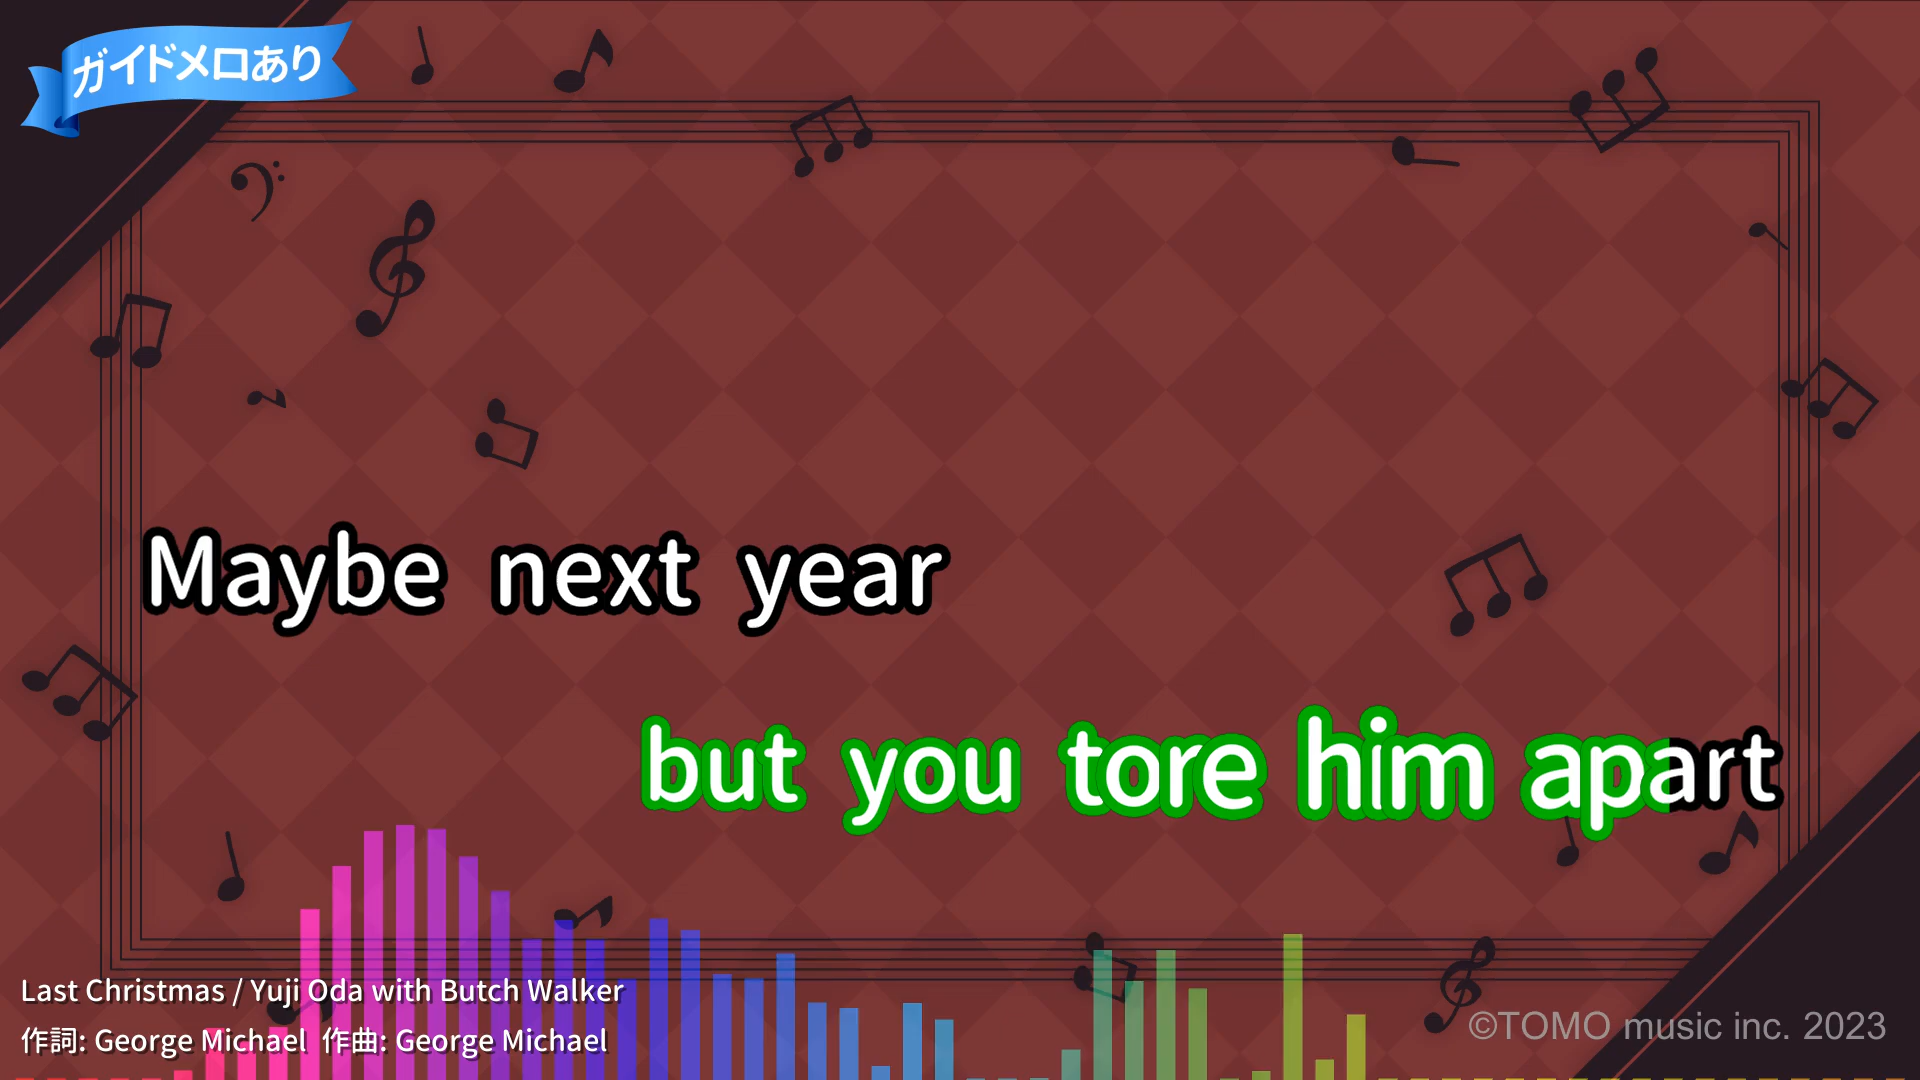 ガイドメロあり
Maybe next year
but you tore him apart
Last Christmas / Yuji Oda with Butch Walker
作詞: George Michael 作曲: George Michael
©TOMO music inc. 2023